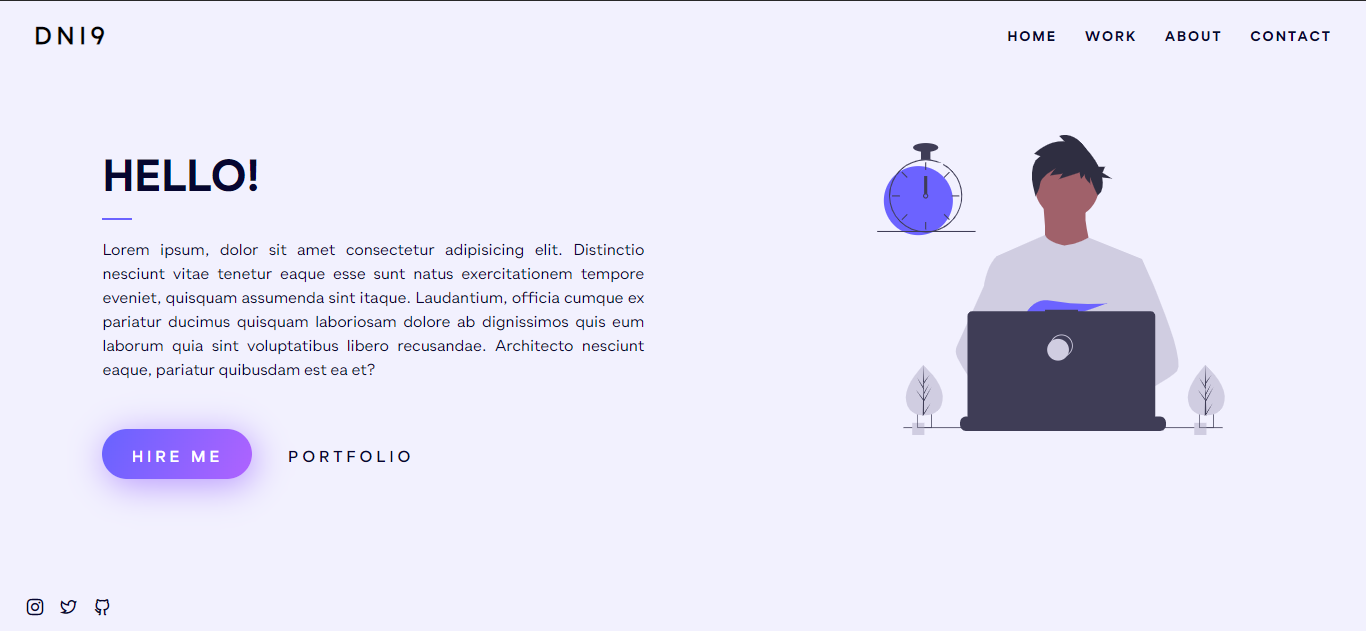 DNI9
HOME WORK ABOUT CONTACT
HELLO!
Lorem ipsum, dolor sit amet consectetur adipisicing elit. Distinctio
nesciunt vitae tenetur eaque esse sunt natus exercitationem tempore
eveniet, quisquam assumenda sint itaque. Laudantium, officia cumque ex
pariatur ducimus quisquam laboriosam dolore ab dignissimos quis eum
laborum quia sint voluptatibus libero recusandae. Architecto nesciunt
eaque, pariatur quibusdam est ea et?
HIRE ME PORTFOLIO